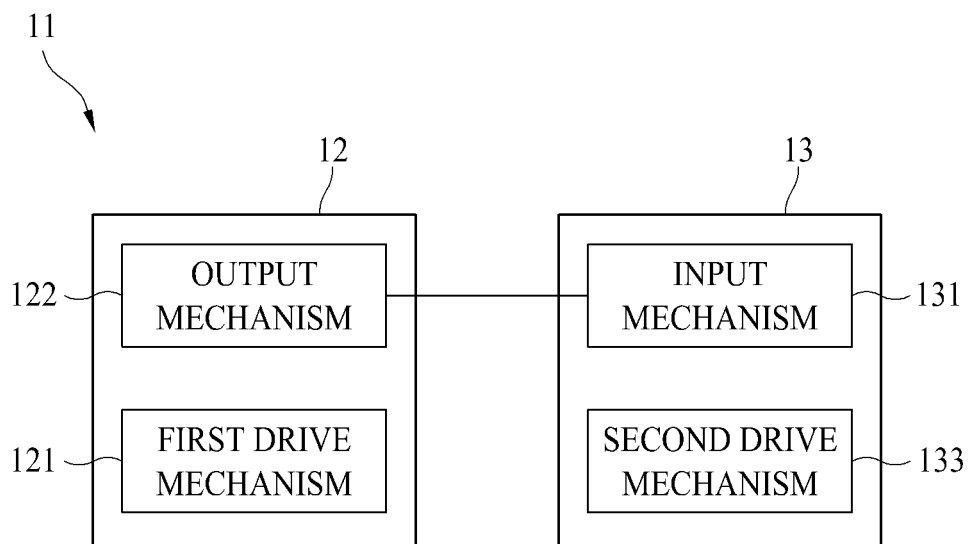 11
12
13
122
OUTPUT
MECHANISM
INPUT
MECHANISM
131
121
FIRST DRIVE
MECHANISM
SECOND DRIVE
MECHANISM
133